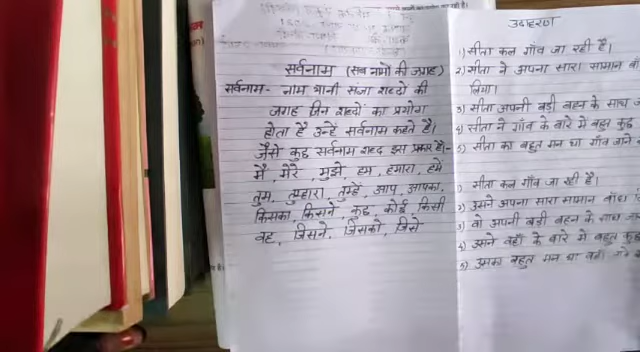 सर्वनाम (सब नामों की जगह)
सर्वनाम- नाम यानी संज्ञा शब्दों की
जगह जिन शब्दों का प्रयोग
होता है उन्हें सर्वनाम कहते हैं।
जैसे कुछ सर्वनाम शब्द इस प्रकार हैं।-
मैं मेरे, मुझे, हम, हमारा, हमें
तुम, तुम्हारा, तुम्हें, आप, आपका,
किसका, किसने, कुछ, कोई, किसी
वह, जिसने, जिसको, जिसे
उदाहरण
1) सीता कल गाँव जा रही है।
2) सीता ने अपना सारा सामान
लिया।
3) सीता अपनी बड़ी बहन के साथ
4) सीता ने गाँव के बारे में बहुत कुछ
5) सीता का बहुत मन था गाँव जाने
1) सीता कल गाँव जा रही है।
2) उसने अपना सारा सामान बाँधा
3) वो अपनी बड़ी बहन के साथ
4) उसने वहाँ के बारे में बहुत कुछ
5) उसका बहुत मन था वहाँ